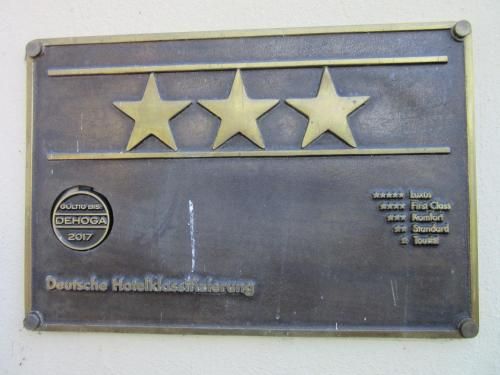 GÜLTIG BIS:
DEHOGA
2017
Luxus
First Class
Komfort
Standard
Tourist
Deutsche Hotelklassifizierung